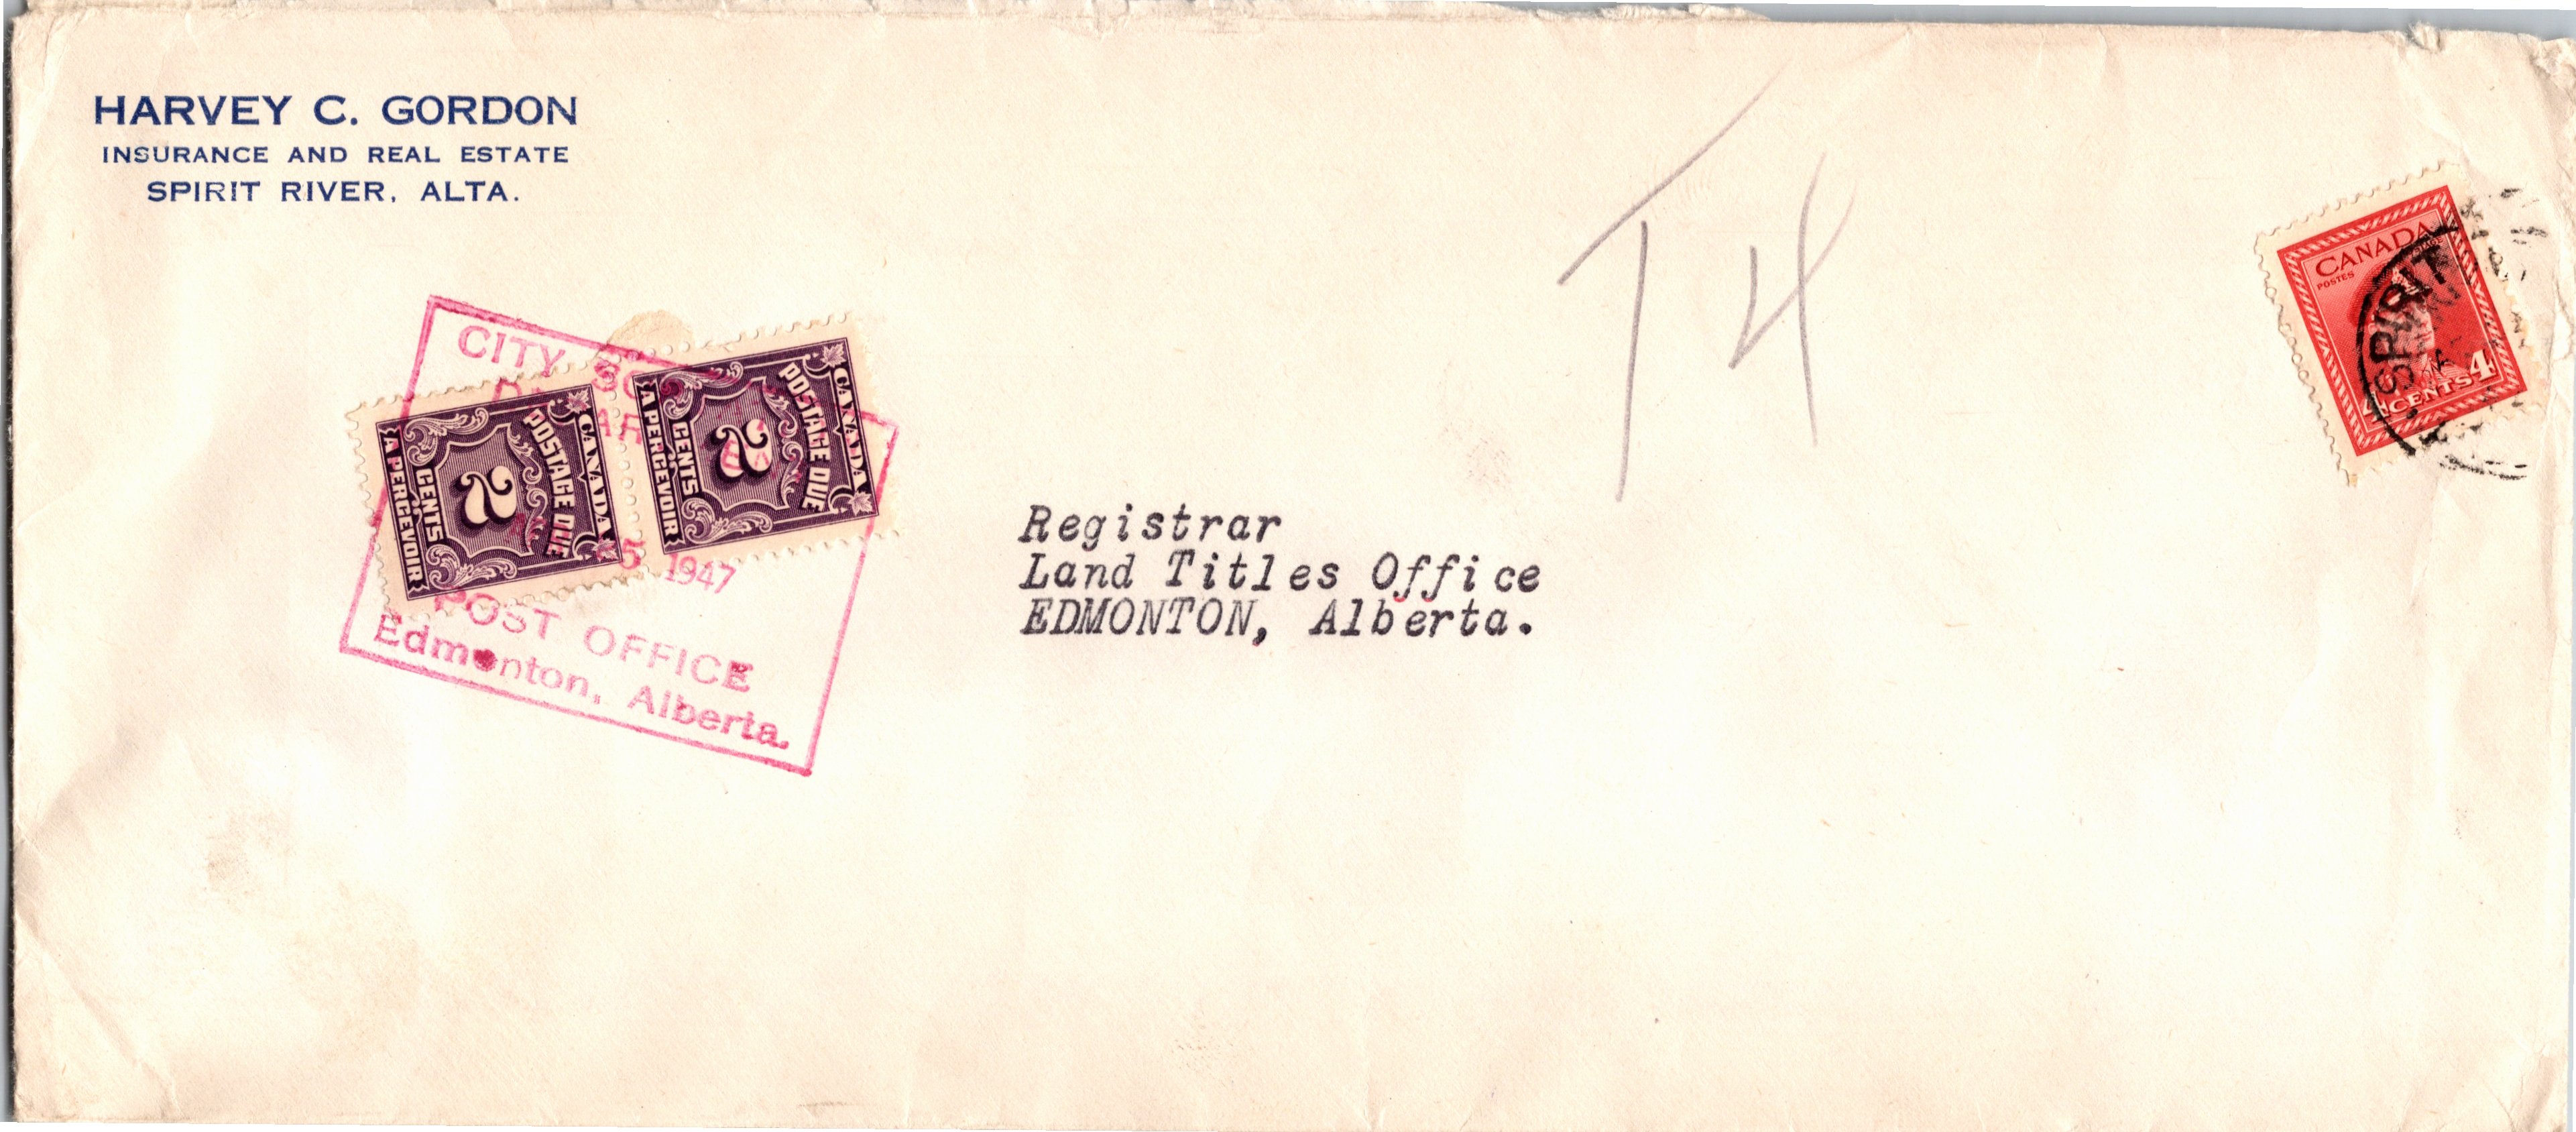 HARVEY C. GORDON
INSURANCE AND REAL ESTATE
SPIRIT RIVER, ALTA.
T 4
CANADA
POSTES
4 CENTS 4
SPIRIT
CITY
5 1947
POST OFFICE
Edmonton, Alberta.
CANADA
POSTAGE DUE
2
CENTS
A PERCEVOIR
CANADA
POSTAGE DUE
2
CENTS
A PERCEVOIR
Registrar
Land Titles Office
EDMONTON, Alberta.